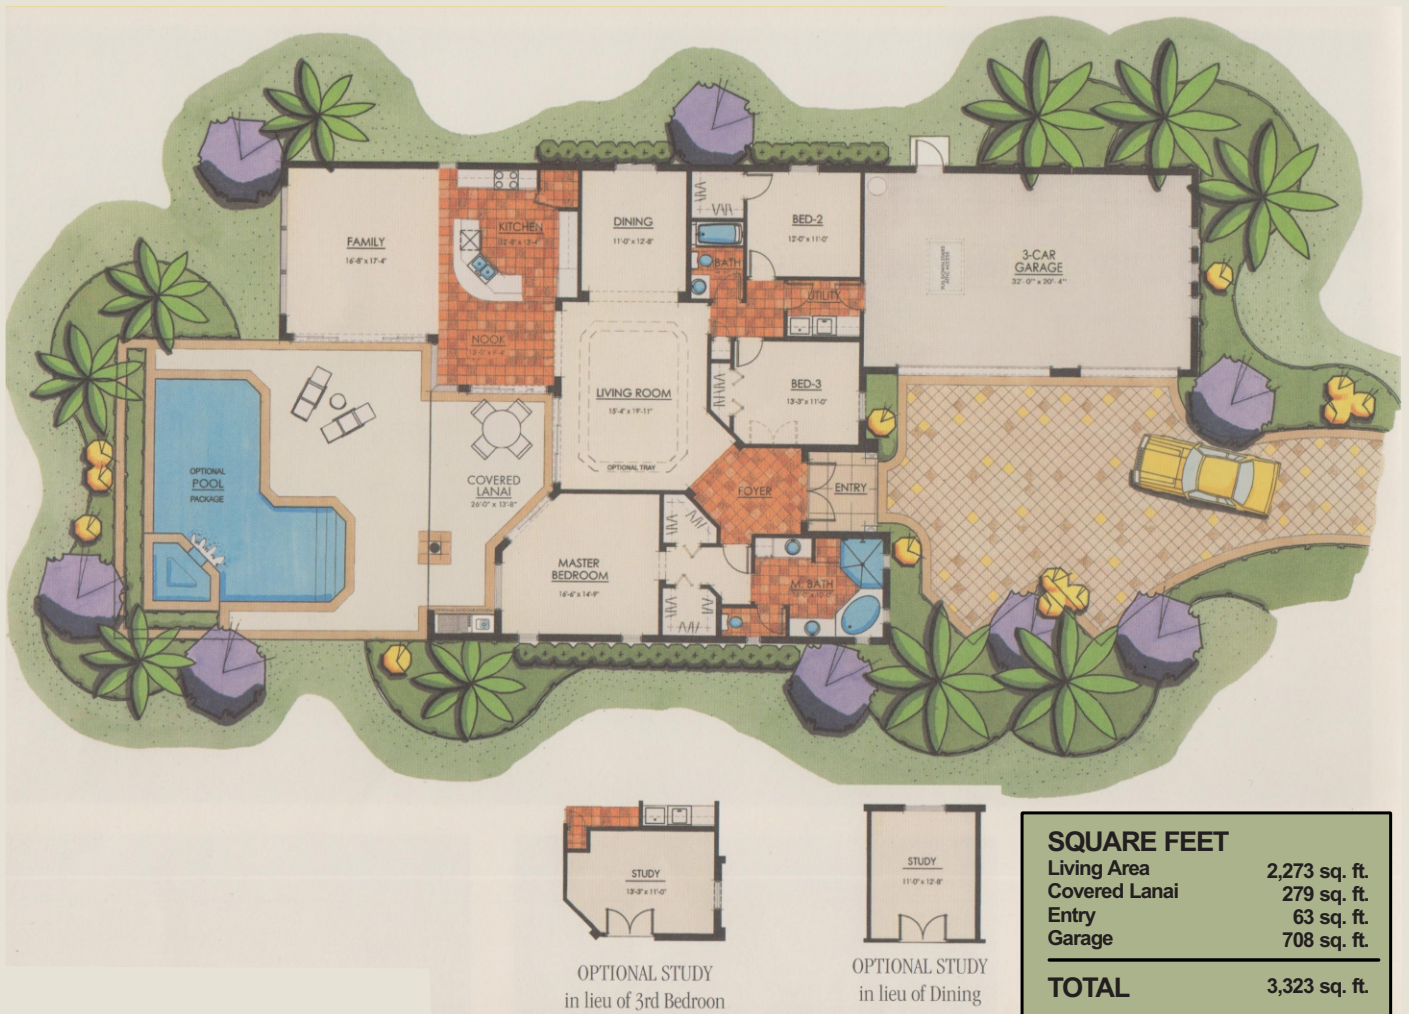 FAMILY
16'-8" x 17'-4"
KITCHEN
DINING
11'-0" x 12'-8"
BED-2
12'-0" x 11'-0"
BATH
UTILITY
3-CAR
GARAGE
32'-0" x 20'-4"
NOOK
LIVING ROOM
15'-4" x 19'-11"
OPTIONAL TRAY
BED-3
13'-3" x 11'-0"
OPTIONAL
POOL
PACKAGE
COVERED
LANAI
26'-0" x 13'-8"
FOYER
ENTRY
MASTER
BEDROOM
16'-6" x 14'-9"
M. BATH
STUDY
13'-3" x 11'-0"
OPTIONAL STUDY
in lieu of 3rd Bedroon
STUDY
11'-0" x 12'-8"
OPTIONAL STUDY
in lieu of Dining
SQUARE FEET
Living Area 2,273 sq. ft.
Covered Lanai 279 sq. ft.
Entry 63 sq. ft.
Garage 708 sq. ft.
TOTAL 3,323 sq. ft.